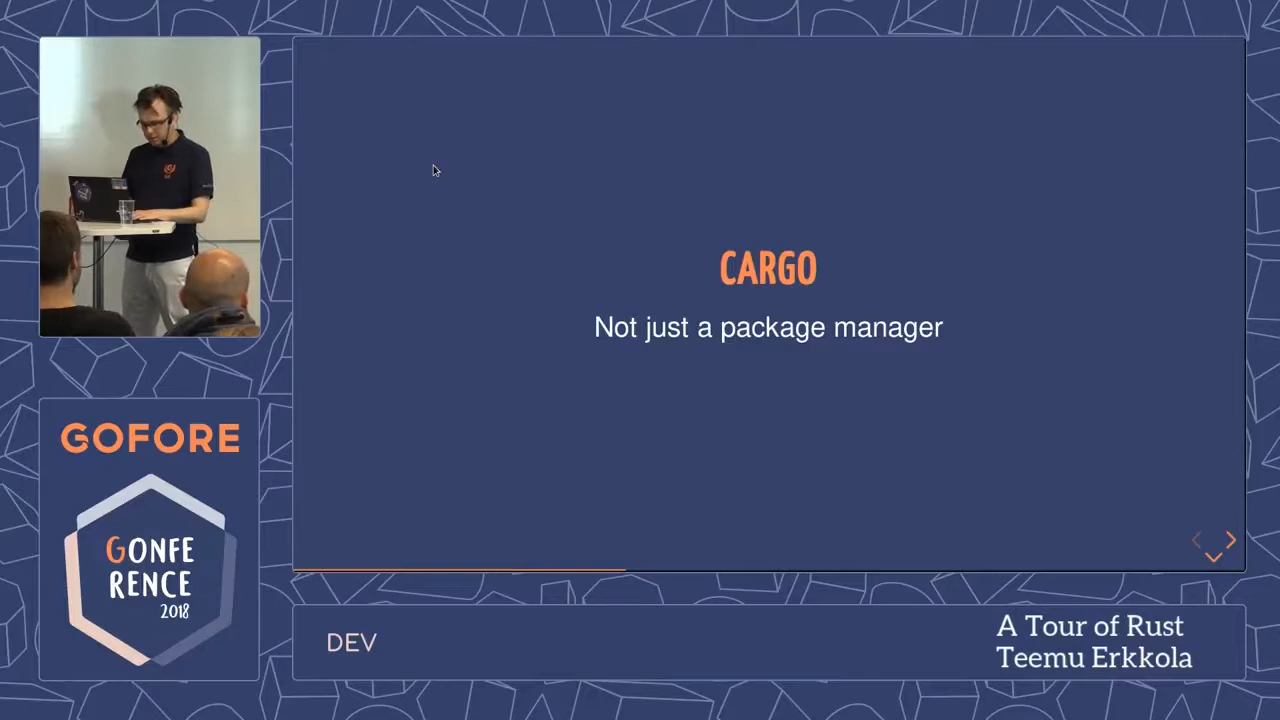 CARGO
Not just a package manager
GOFORE
GONFE
RENCE
2018
DEV
A Tour of Rust
Teemu Erkkola